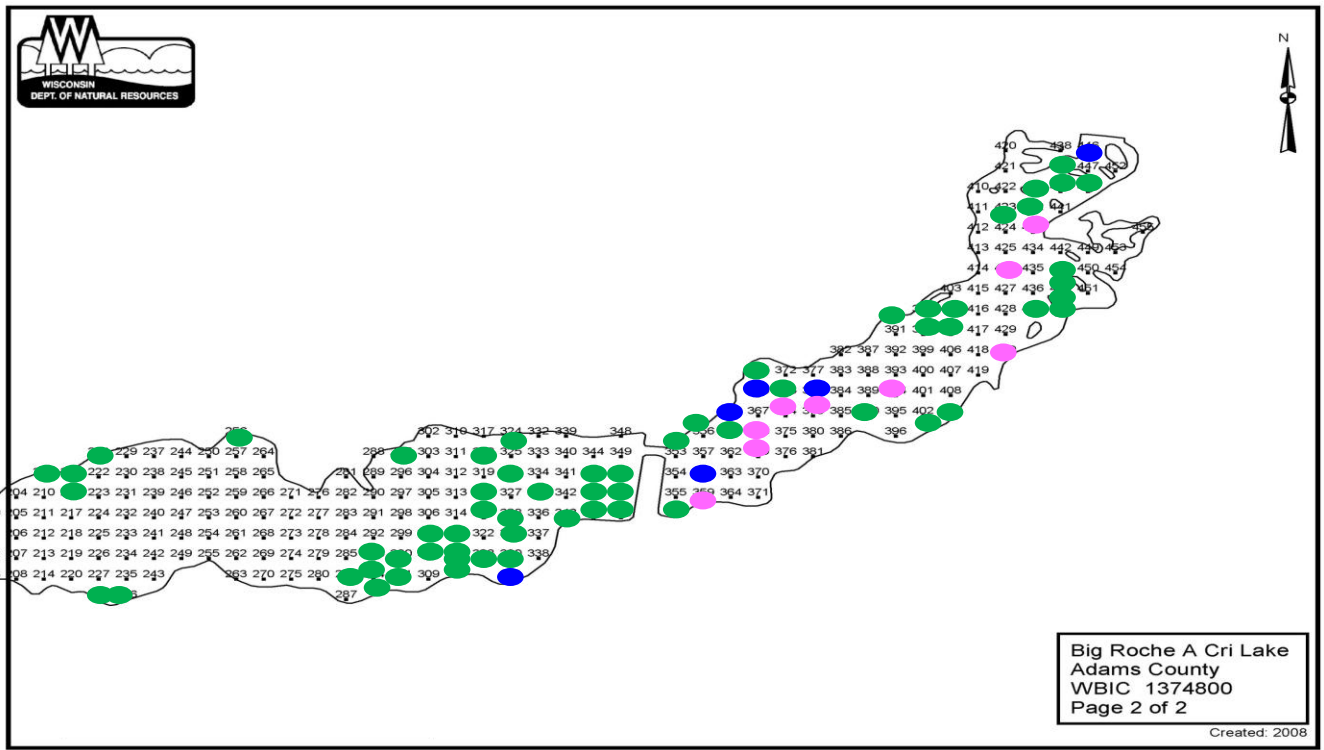 WISCONSIN
DEPT. OF NATURAL RESOURCES
N
420 438
421 447 452
410 422
411 441
412 424 455
413 425 434 442 449 453
414 435 450 454
403 415 427 436 451
416 428
391 417 429
382 387 392 399 406 418
372 377 383 388 393 400 407 419
384 389 401 408
367 385 395 402
302 310 317 324 332 339 348 356 375 380 386 396
229 237 244 250 257 264 288 303 311 325 333 340 344 349 353 357 362 376 381
222 230 238 245 251 258 265 281 289 296 304 312 319 334 341 354 363 370
204 210 223 231 239 246 252 259 266 271 276 282 290 297 305 313 327 342 355 359 364 371
205 211 217 224 232 240 247 253 260 267 272 277 283 291 298 306 314 336
206 212 218 225 233 241 248 254 261 268 273 278 284 292 299 322 337
207 213 219 226 234 242 249 255 262 269 274 279 285 338
208 214 220 227 235 243 263 270 275 280 309
287
Big Roche A Cri Lake
Adams County
WBIC 1374800
Page 2 of 2
Created: 2008